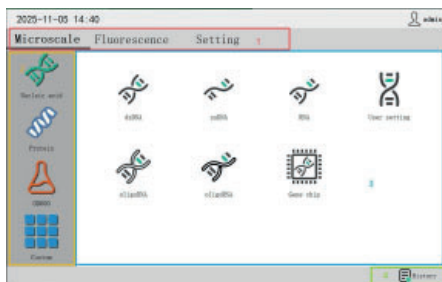 2025-11-05 14:40
admin
Microscale Fluorescence Setting 1
Nucleic acid
dsDNA ssDNA RNA User setting
Protein
oligoDNA oligoRNA Gene chip
OD600
3
Custom
2 History